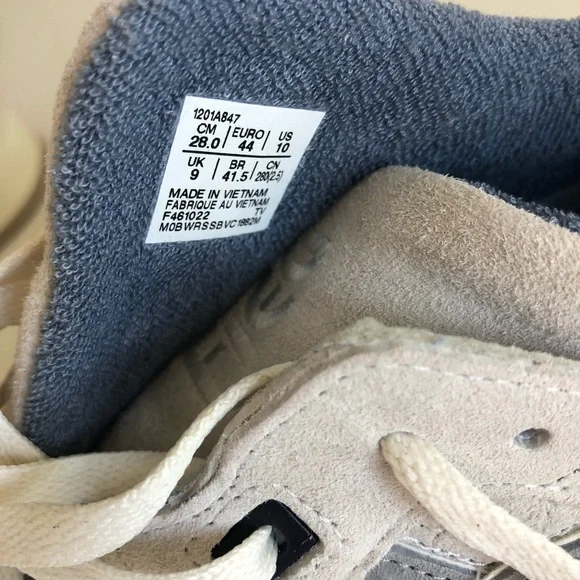 1201A847
CM 28.0 EURO 44 US 10
UK 9 BR 41.5 CN 280(2.5)
MADE IN VIETNAM
FABRIQUE AU VIETNAM
F461022 TV